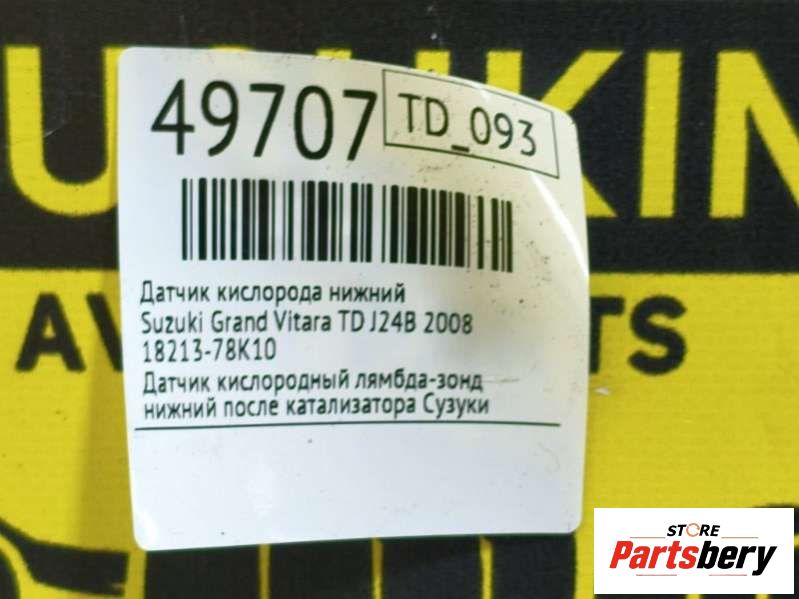 49707
TD_093
Датчик кислорода нижний
Suzuki Grand Vitara TD J24B 2008
18213-78K10
Датчик кислородный лямбда-зонд
нижний после катализатора Сузуки
STORE
Partsbery